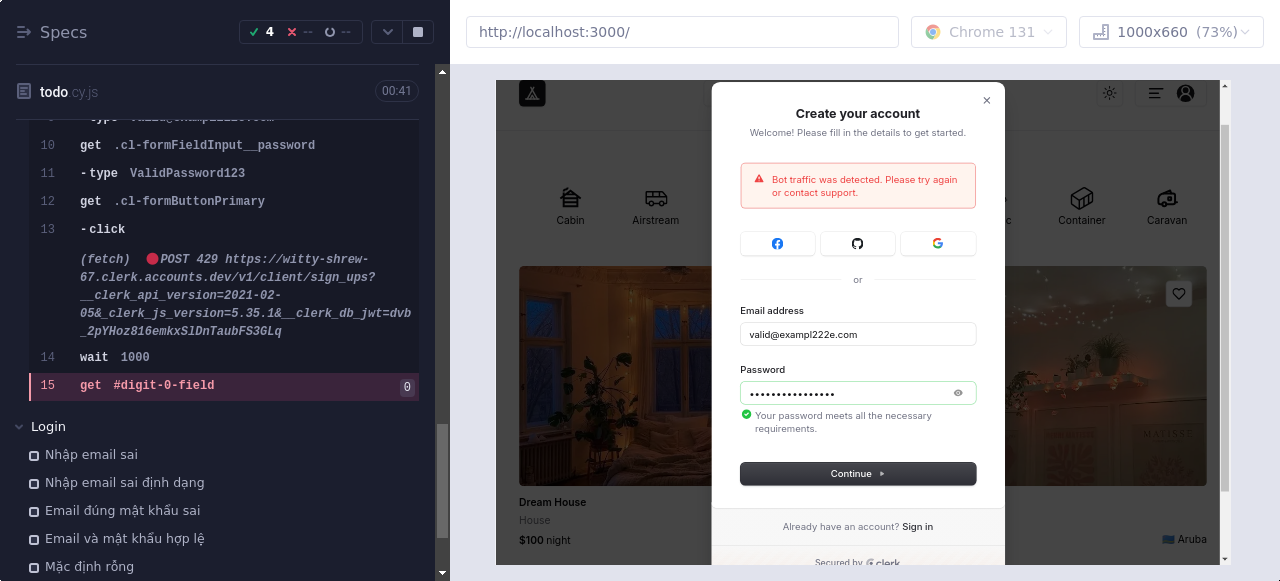 Specs
4
--
--
todo.cy.js
00:41
10 get .cl-formFieldInput__password
11 -type ValidPassword123
12 get .cl-formButtonPrimary
13 -click
(fetch) POST 429 https://witty-shrew-
67.clerk.accounts.dev/v1/client/sign_ups?
__clerk_api_version=2021-02-
05&_clerk_js_version=5.35.1&__clerk_db_jwt=dvb
_2pYHoz816emkxSlDnTaubFS3GLq
14 wait 1000
15 get #digit-0-field 0
Login
Nhập email sai
Nhập email sai định dạng
Email đúng mật khẩu sai
Email và mật khẩu hợp lệ
Mặc định rỗng
http://localhost:3000/
Chrome 131
1000x660 (73%)
Cabin
Airstream
Container
Caravan
Create your account
Welcome! Please fill in the details to get started.
Bot traffic was detected. Please try again
or contact support.
or
Email address
valid@exampl222e.com
Password
••••••••••••••••
Your password meets all the necessary
requirements.
Continue
Already have an account? Sign in
Secured by clerk
Dream House
House
$100 night
MATISSE
Aruba